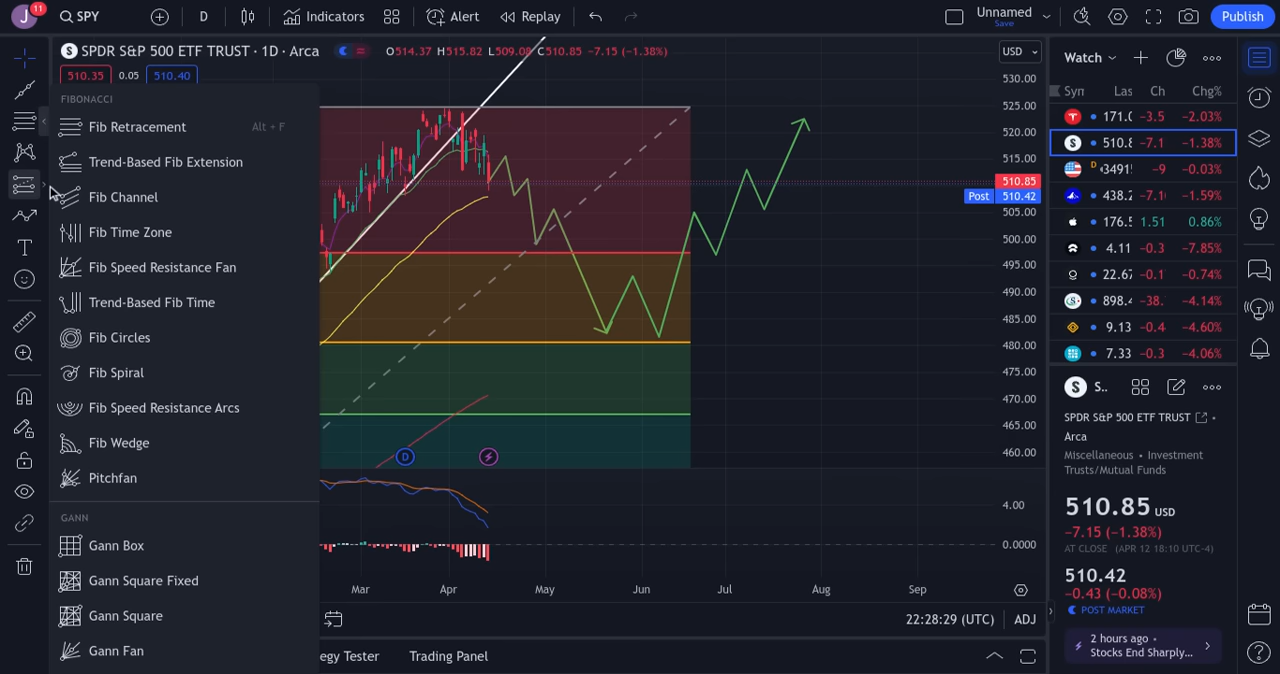 J 11 SPY D Indicators Alert Replay Unnamed Save Publish
S SPDR S&P 500 ETF TRUST · 1D · Arca O514.37 H515.82 L509.08 C510.85 −7.15 (−1.38%) USD
510.35 0.05 510.40
FIBONACCI
Fib Retracement Alt + F
Trend-Based Fib Extension
Fib Channel
Fib Time Zone
Fib Speed Resistance Fan
Trend-Based Fib Time
Fib Circles
Fib Spiral
Fib Speed Resistance Arcs
Fib Wedge
Pitchfan
GANN
Gann Box
Gann Square Fixed
Gann Square
Gann Fan
D
530.00
525.00
520.00
515.00
510.85
Post 510.42
505.00
500.00
495.00
490.00
485.00
480.00
475.00
470.00
465.00
460.00
4.00
0.0000
Mar Apr May Jun Jul Aug Sep
22:28:29 (UTC) ADJ
egy Tester Trading Panel
Watch
Syn Las Ch Chg%
171.0 −3.5 −2.03%
S 510.8 −7.1 −1.38%
D 3491 −9 −0.03%
438.2 −7.1 −1.59%
176.5 1.51 0.86%
4.11 −0.3 −7.85%
22.67 −0.1 −0.74%
898.4 −38. −4.14%
9.13 −0.4 −4.60%
7.33 −0.3 −4.06%
S S..
SPDR S&P 500 ETF TRUST •
Arca
Miscellaneous • Investment
Trusts/Mutual Funds
510.85 USD
−7.15 (−1.38%)
AT CLOSE (APR 12 18:10 UTC-4)
510.42
−0.43 (−0.08%)
POST MARKET
2 hours ago •
Stocks End Sharply...